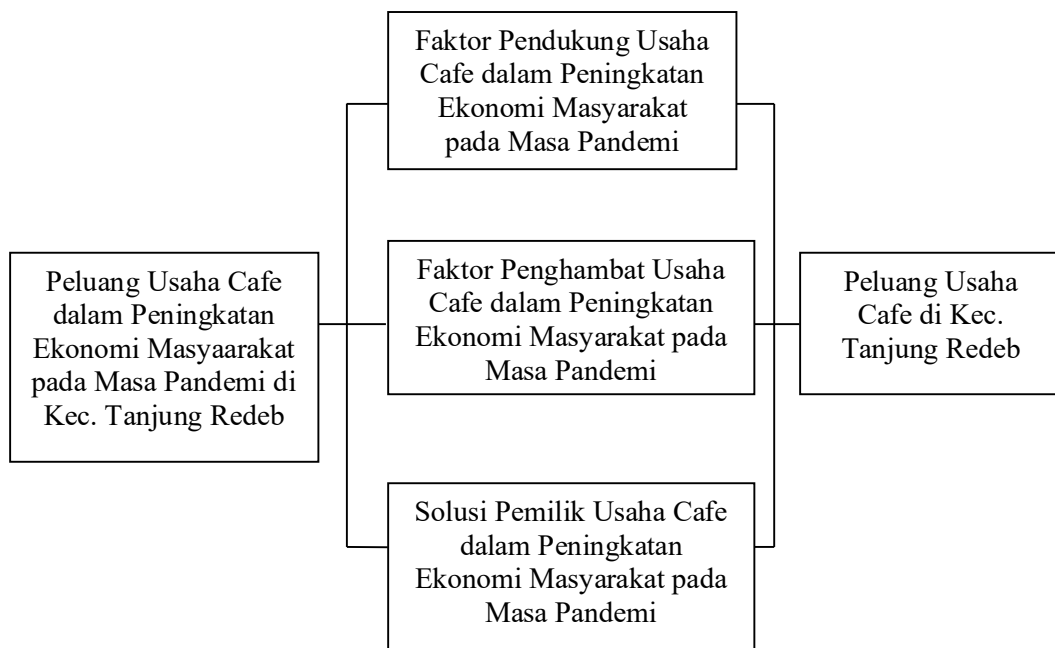 Faktor Pendukung Usaha
Cafe dalam Peningkatan
Ekonomi Masyarakat
pada Masa Pandemi
Peluang Usaha Cafe
dalam Peningkatan
Ekonomi Masyaarakat
pada Masa Pandemi di
Kec. Tanjung Redeb
Faktor Penghambat Usaha
Cafe dalam Peningkatan
Ekonomi Masyarakat pada
Masa Pandemi
Peluang Usaha
Cafe di Kec.
Tanjung Redeb
Solusi Pemilik Usaha Cafe
dalam Peningkatan
Ekonomi Masyarakat pada
Masa Pandemi